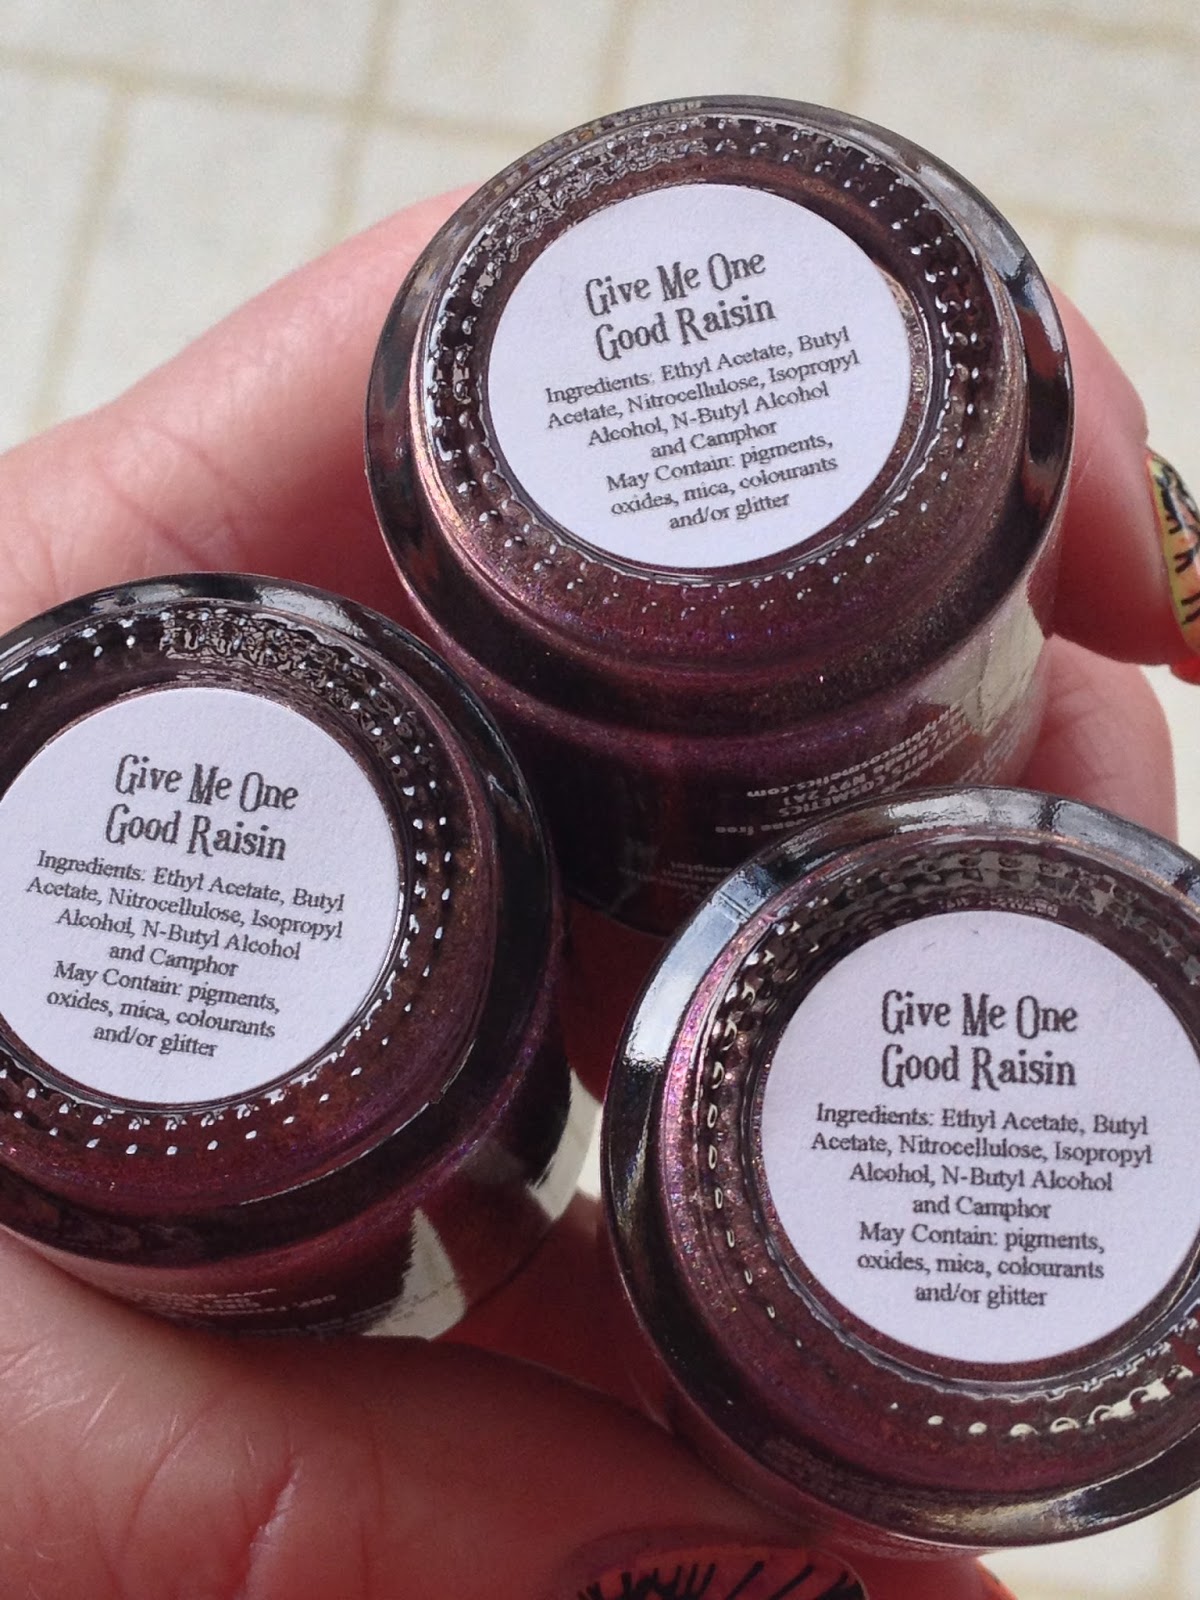 Give Me One
Good Raisin
Ingredients: Ethyl Acetate, Butyl
Acetate, Nitrocellulose, Isopropyl
Alcohol, N-Butyl Alcohol
and Camphor
May Contain: pigments,
oxides, mica, colourants
and/or glitter
Give Me One
Good Raisin
Ingredients: Ethyl Acetate, Butyl
Acetate, Nitrocellulose, Isopropyl
Alcohol, N-Butyl Alcohol
and Camphor
May Contain: pigments,
oxides, mica, colourants
and/or glitter
Give Me One
Good Raisin
Ingredients: Ethyl Acetate, Butyl
Acetate, Nitrocellulose, Isopropyl
Alcohol, N-Butyl Alcohol
and Camphor
May Contain: pigments,
oxides, mica, colourants
and/or glitter
COSMETICS
N9Y 2A1